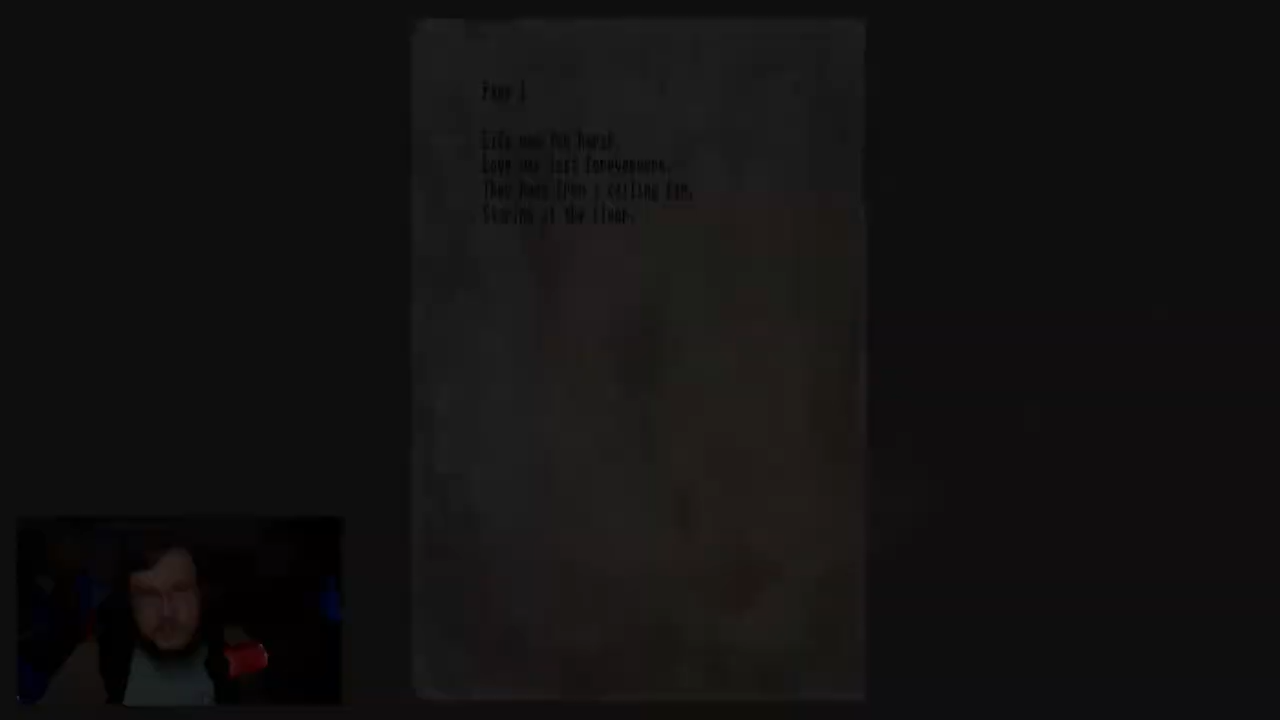 Page 1
Life was too harsh.
Love was lost forevermore.
They hang from a ceiling fan,
Staring at the floor.